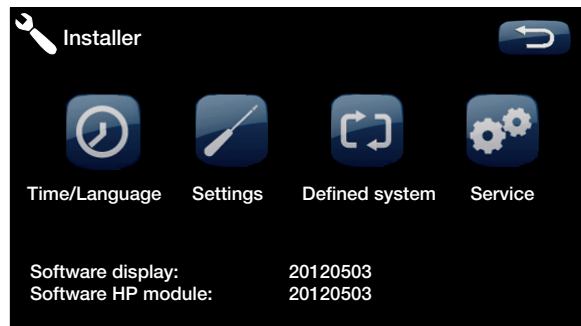 Installer
Time/Language Settings Defined system Service
Software display: 20120503
Software HP module: 20120503